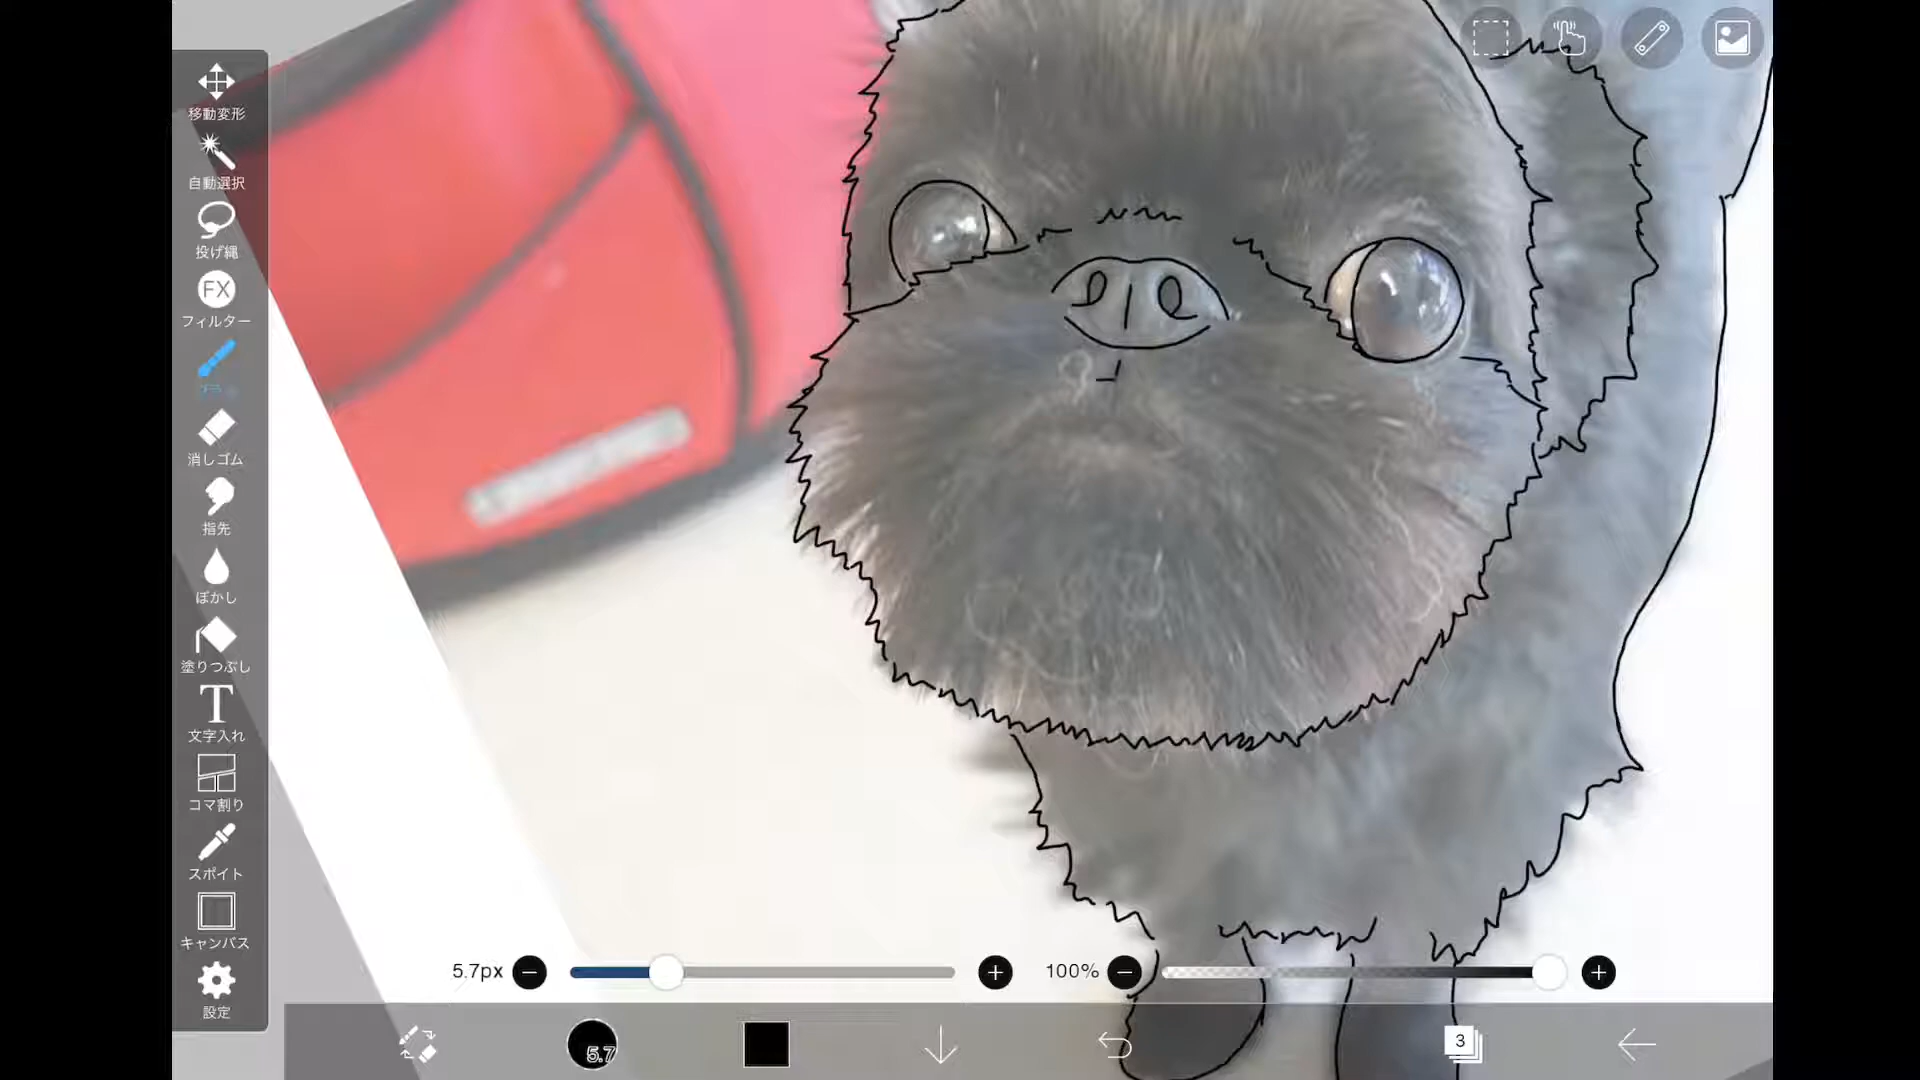 移動変形
自動選択
投げ縄
FX
フィルター
消しゴム
指先
ぼかし
塗りつぶし
T
文字入れ
コマ割り
スポイト
キャンバス
設定
5.7px
100%
5.7
3